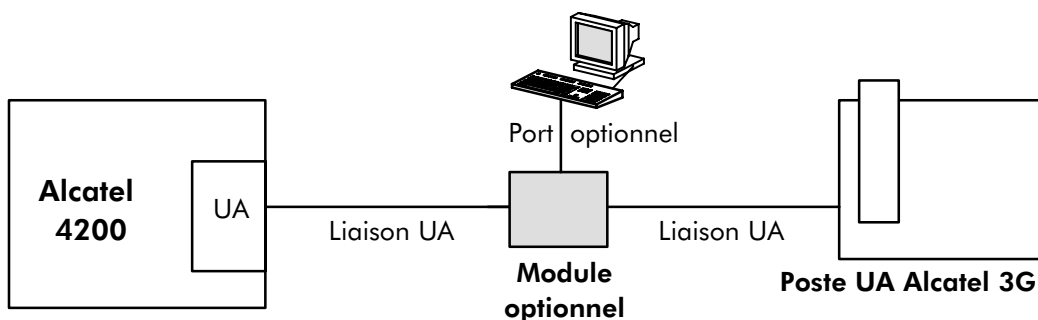 Port optionnel
Alcatel
4200
UA
Liaison UA
Liaison UA
Module
optionnel
Poste UA Alcatel 3G